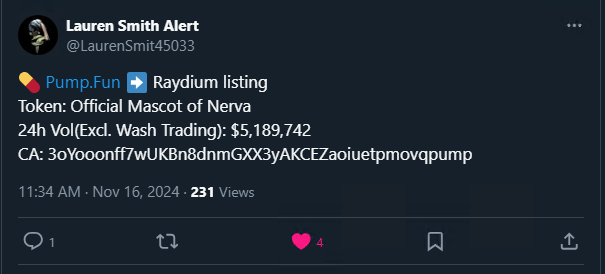 Lauren Smith Alert
@LaurenSmit45033
💊 Pump.Fun ➡️ Raydium listing
Token: Official Mascot of Nerva
24h Vol(Excl. Wash Trading): $5,189,742
CA: 3oYooonff7wUKBn8dnmGXX3yAKCEZaoiuetpmovqpump
11:34 AM · Nov 16, 2024 · 231 Views
1
4